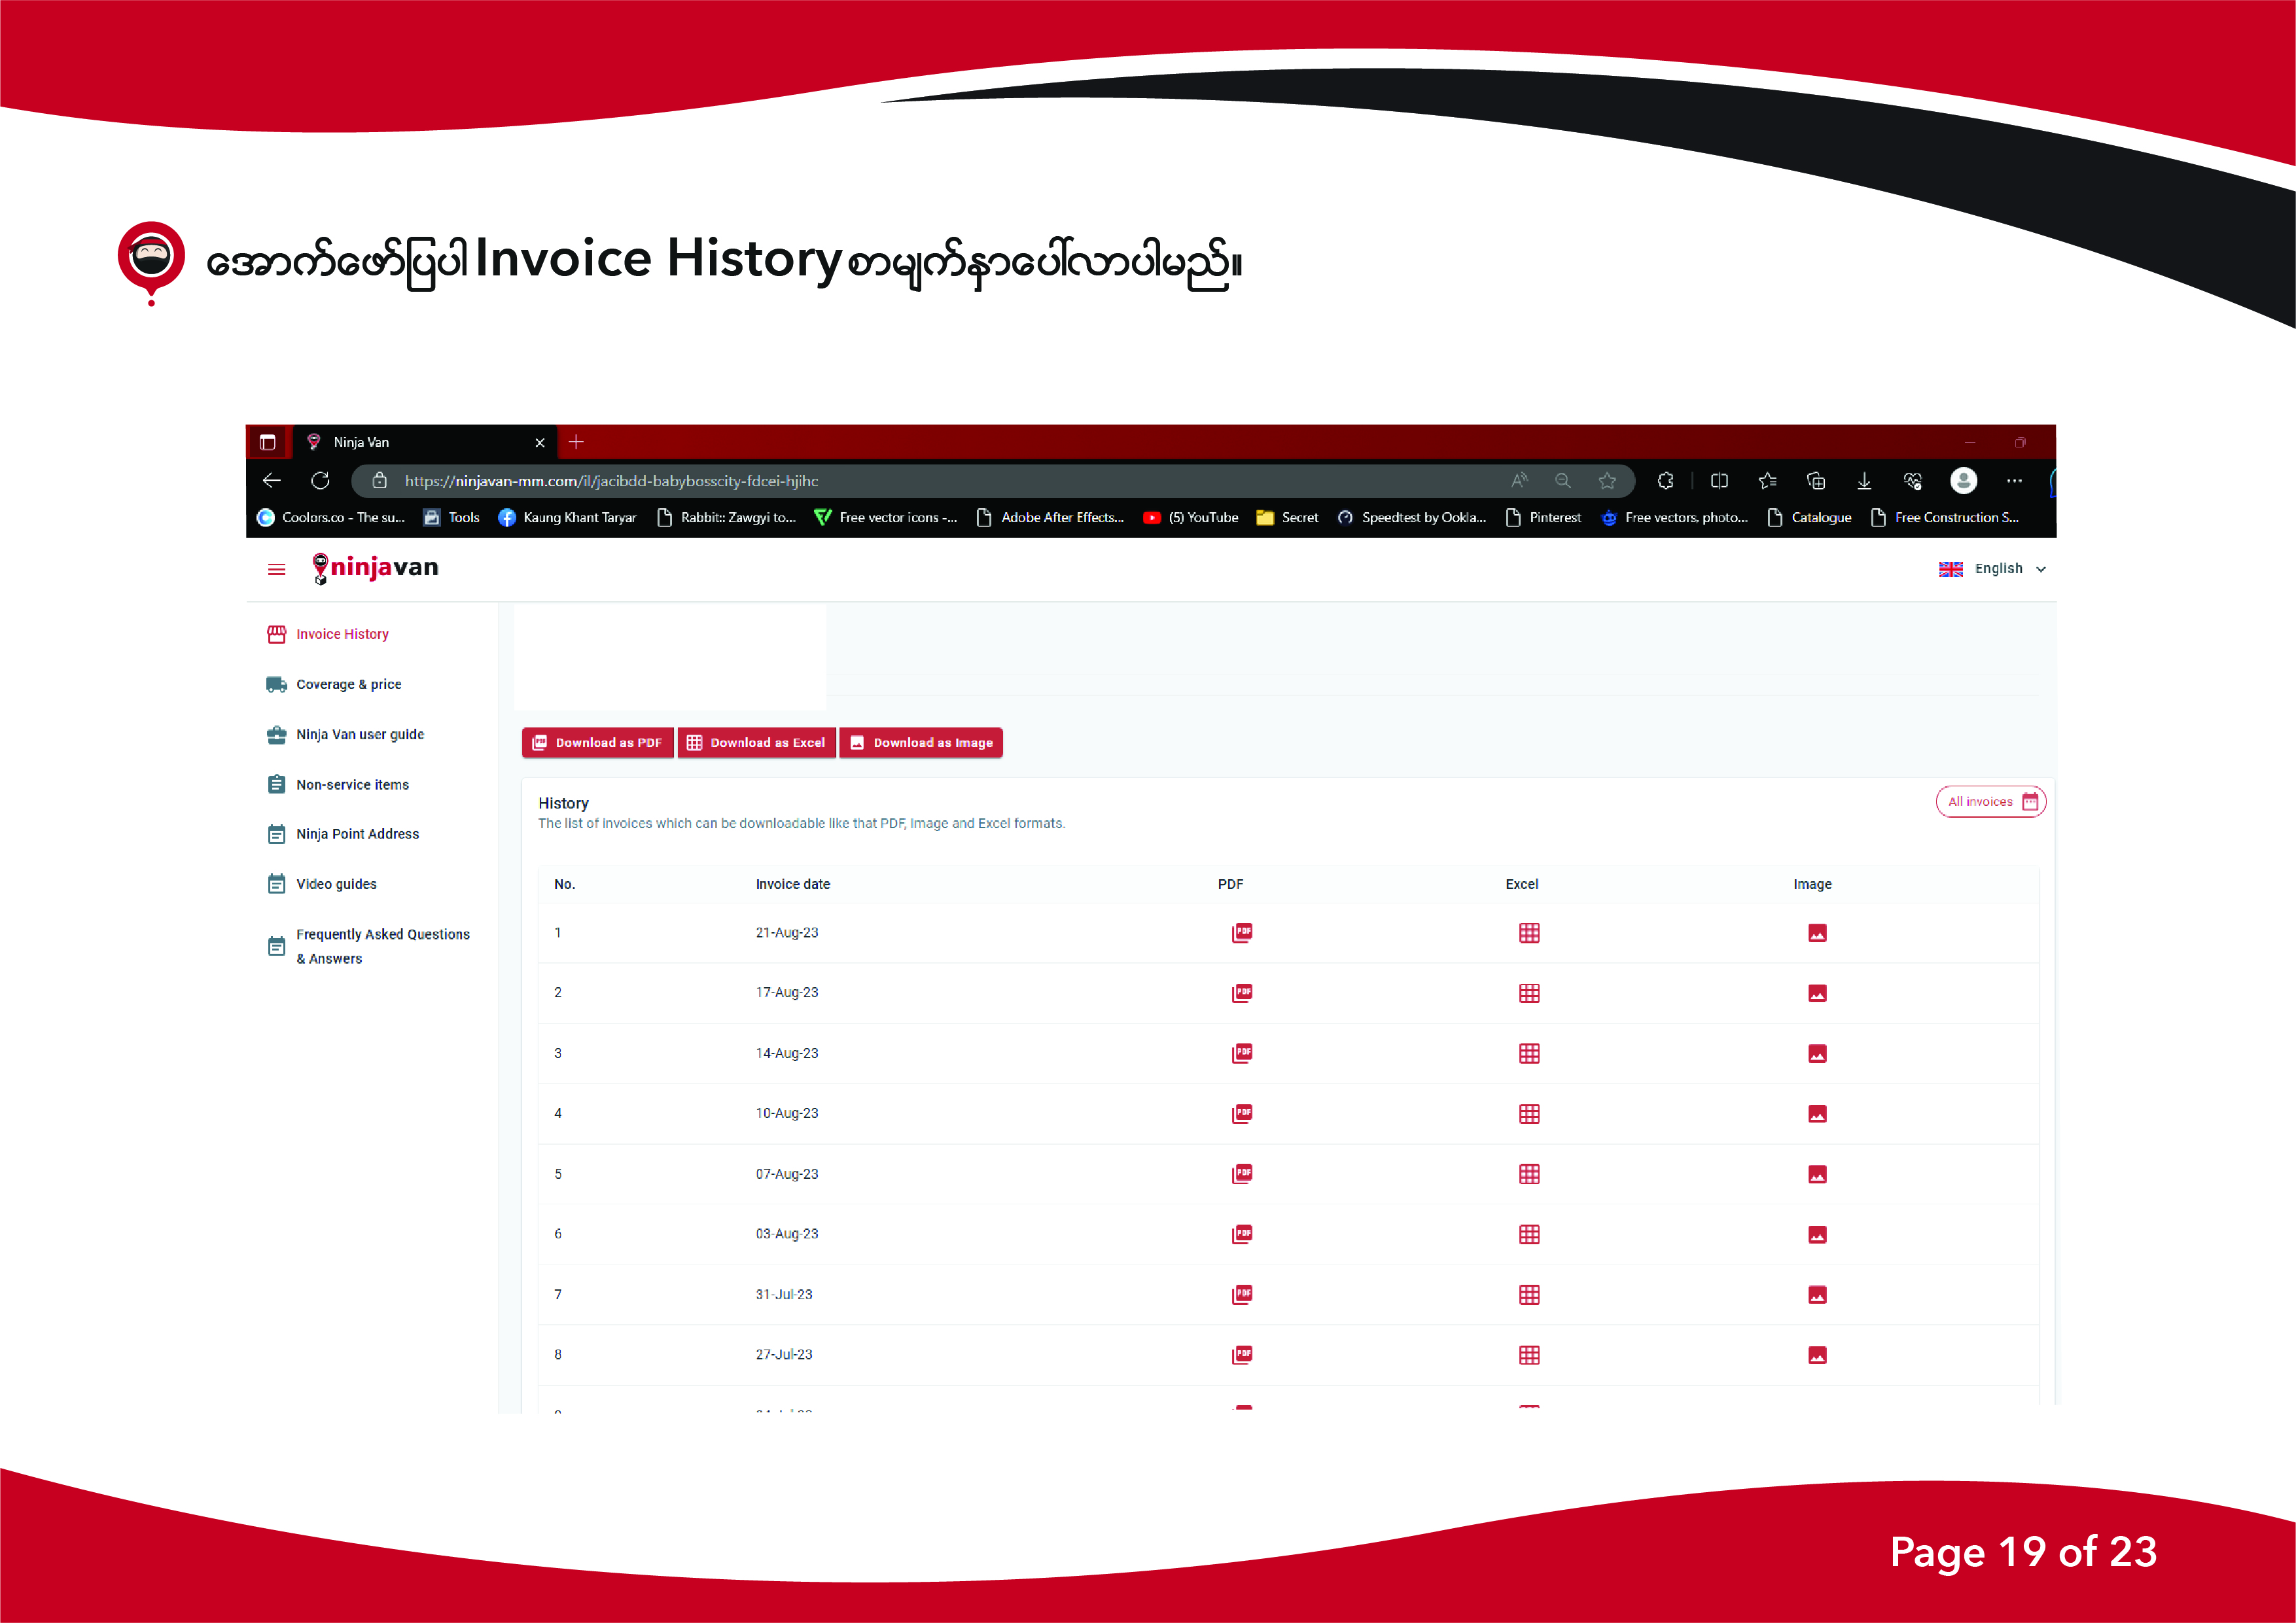 အောက်ဖော်ပြပါ Invoice History စာမျက်နှာပေါ်လာပါမည်။
Ninja Van
https://ninjavan-mm.com/il/jacibdd-babybosscity-fdcei-hjihc
Coolors.co - The su... Tools Kaung Khant Taryar Rabbit:: Zawgyi to... Free vector icons -... Adobe After Effects... (5) YouTube Secret Speedtest by Ookla... Pinterest Free vectors, photo... Catalogue Free Construction S...
ninjavan English
Invoice History
Coverage & price
Ninja Van user guide
Non-service items
Ninja Point Address
Video guides
Frequently Asked Questions
& Answers
Download as PDF Download as Excel Download as Image
History
All invoices
The list of invoices which can be downloadable like that PDF, Image and Excel formats.
No. Invoice date PDF Excel Image
1 21-Aug-23
2 17-Aug-23
3 14-Aug-23
4 10-Aug-23
5 07-Aug-23
6 03-Aug-23
7 31-Jul-23
8 27-Jul-23
Page 19 of 23